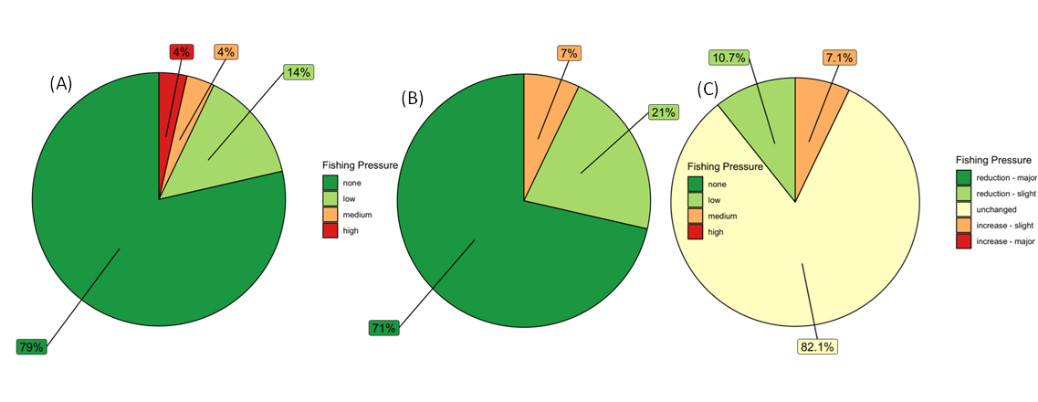 (A)
4%
4%
14%
79%
Fishing Pressure
none
low
medium
high
(B)
7%
21%
71%
Fishing Pressure
none
low
medium
high
(C)
10.7%
7.1%
82.1%
Fishing Pressure
reduction - major
reduction - slight
unchanged
increase - slight
increase - major